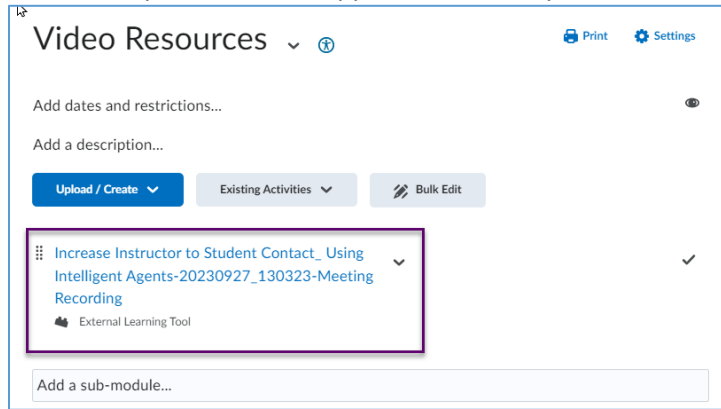 Video Resources
Print
Settings
Add dates and restrictions...
Add a description...
Upload / Create
Existing Activities
Bulk Edit
Increase Instructor to Student Contact_ Using
Intelligent Agents-20230927_130323-Meeting
Recording
External Learning Tool
Add a sub-module...